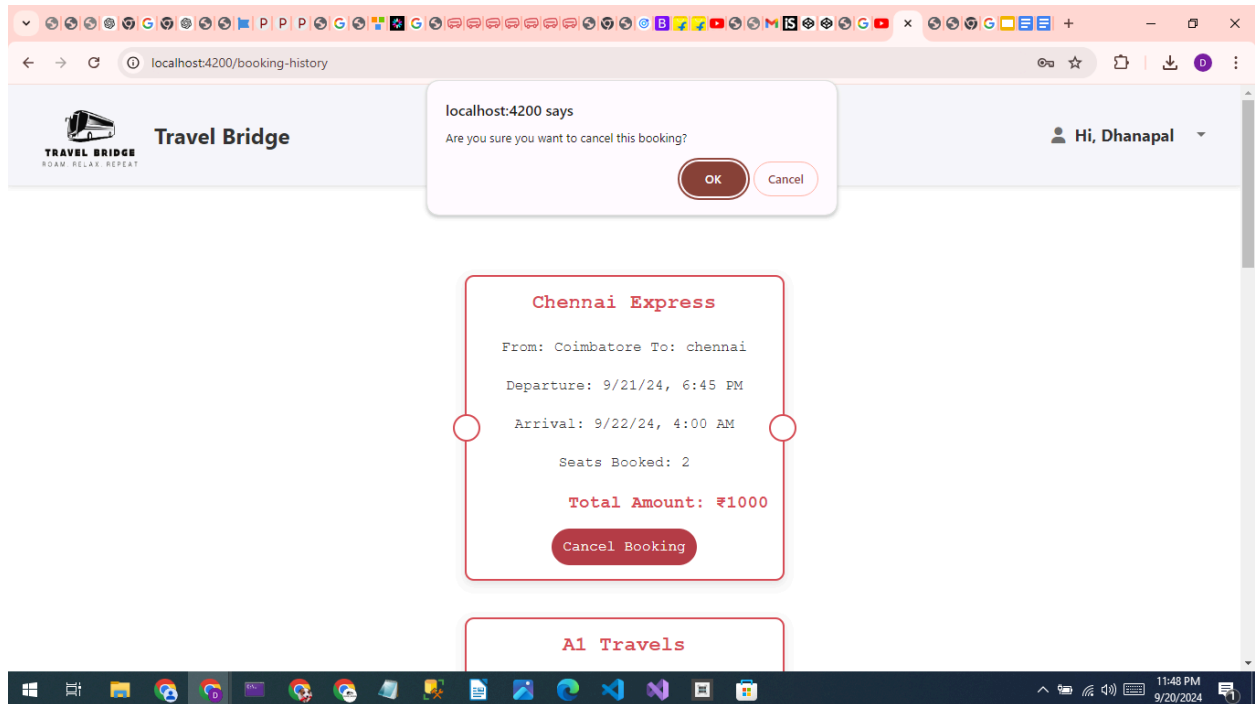 localhost:4200/booking-history
localhost:4200 says
Are you sure you want to cancel this booking?
OK
Cancel
TRAVEL BRIDGE
ROAM. RELAX. REPEAT
Travel Bridge
Hi, Dhanapal
Chennai Express
From: Coimbatore To: chennai
Departure: 9/21/24, 6:45 PM
Arrival: 9/22/24, 4:00 AM
Seats Booked: 2
Total Amount: ₹1000
Cancel Booking
A1 Travels
11:48 PM
9/20/2024